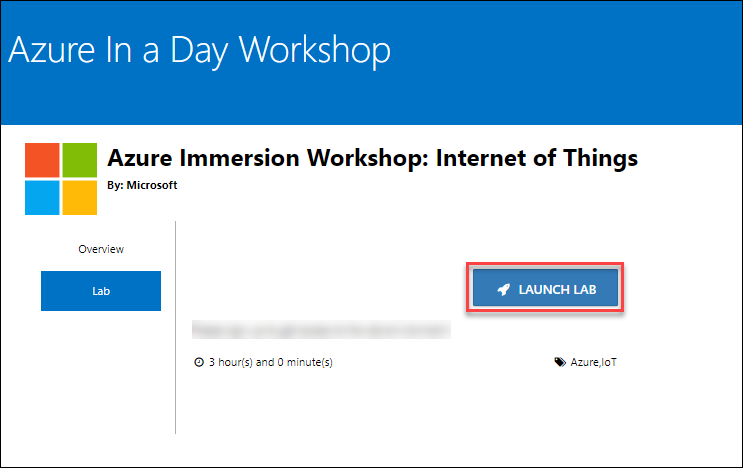 Azure In a Day Workshop
Azure Immersion Workshop: Internet of Things
By: Microsoft
Overview
Lab
LAUNCH LAB
3 hour(s) and 0 minute(s)
Azure,IoT